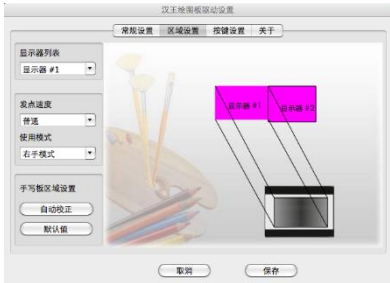 汉王绘图板驱动设置
常规设置 区域设置 按键设置 关于
显示器列表
显示器 #1
发点速度
普通
使用模式
右手模式
手写板区域设置
自动校正
默认值
显示器 #1 显示器 #2
取消 保存